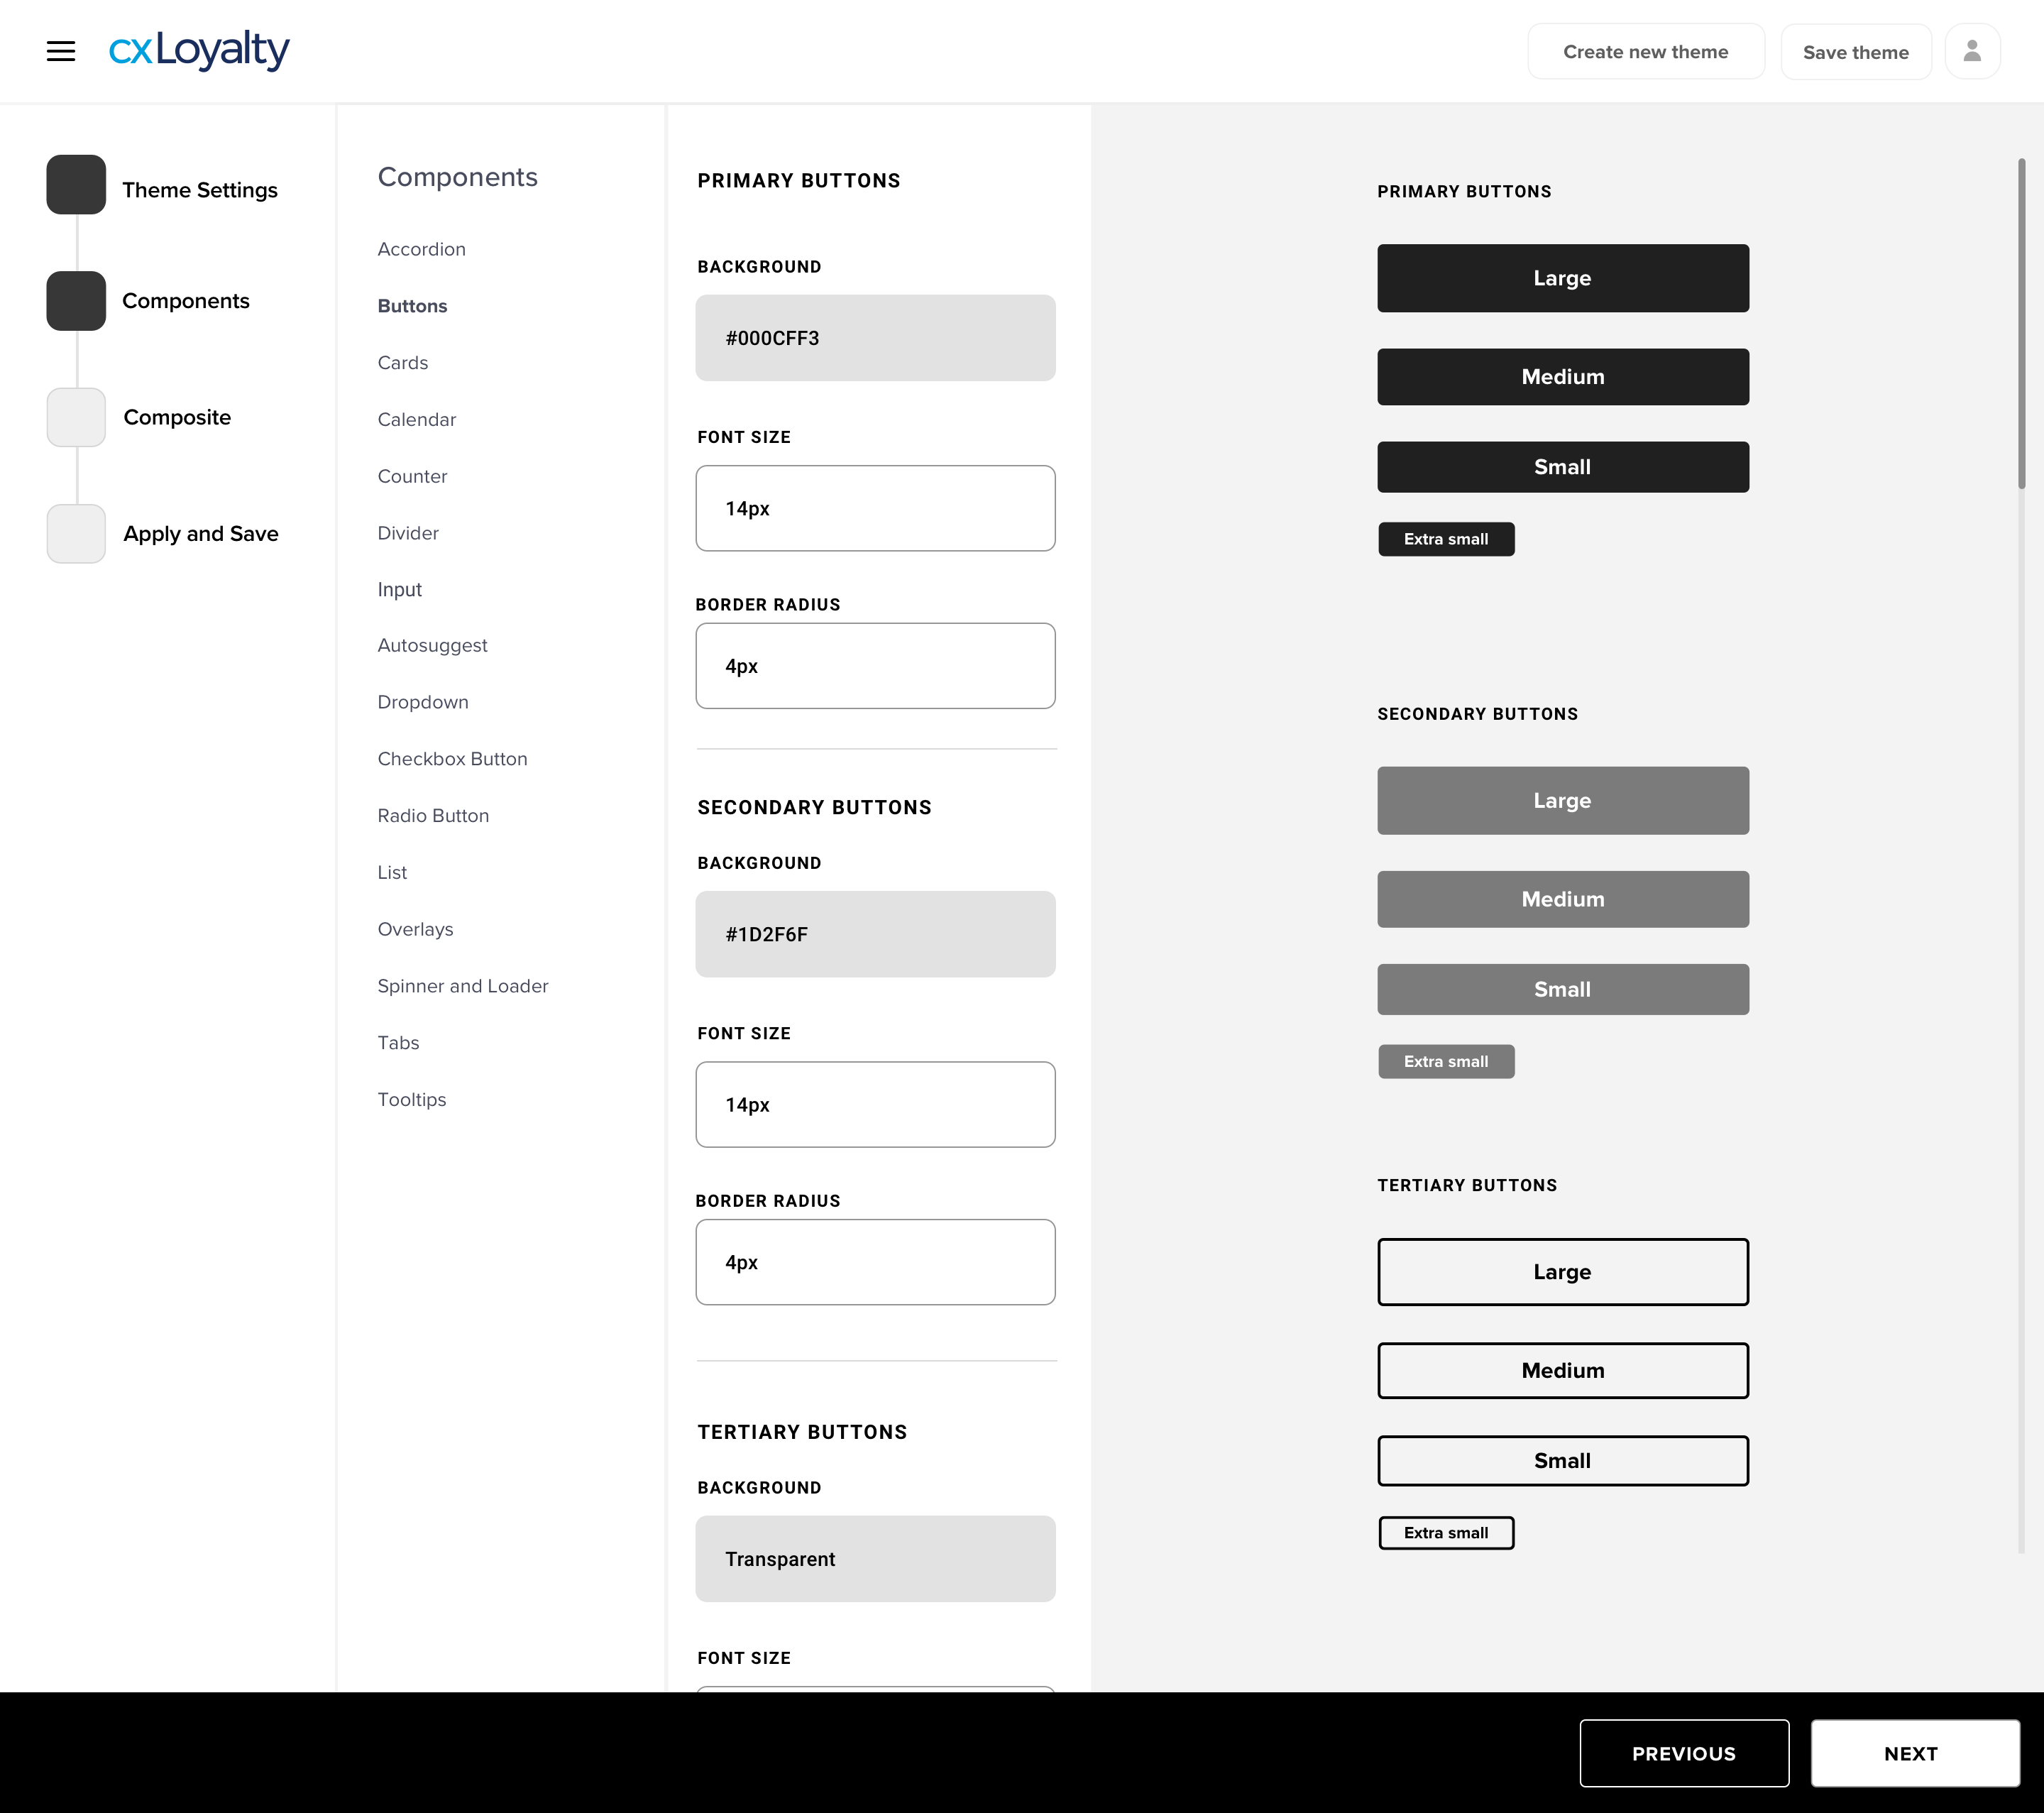 cxLoyalty
Create new theme
Save theme
Theme Settings
Components
Composite
Apply and Save
Components
Accordion
Buttons
Cards
Calendar
Counter
Divider
Input
Autosuggest
Dropdown
Checkbox Button
Radio Button
List
Overlays
Spinner and Loader
Tabs
Tooltips
PRIMARY BUTTONS
BACKGROUND
#000CFF3
FONT SIZE
14px
BORDER RADIUS
4px
SECONDARY BUTTONS
BACKGROUND
#1D2F6F
FONT SIZE
14px
BORDER RADIUS
4px
TERTIARY BUTTONS
BACKGROUND
Transparent
FONT SIZE
PRIMARY BUTTONS
Large
Medium
Small
Extra small
SECONDARY BUTTONS
Large
Medium
Small
Extra small
TERTIARY BUTTONS
Large
Medium
Small
Extra small
PREVIOUS
NEXT